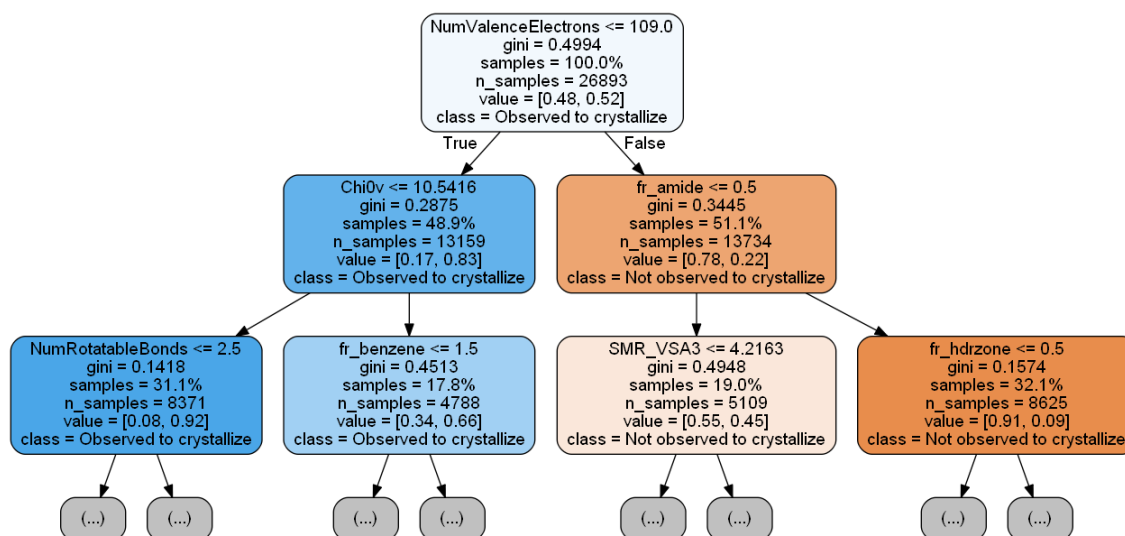 NumValenceElectrons <= 109.0
gini = 0.4994
samples = 100.0%
n_samples = 26893
value = [0.48, 0.52]
class = Observed to crystallize
True
False
Chi0v <= 10.5416
gini = 0.2875
samples = 48.9%
n_samples = 13159
value = [0.17, 0.83]
class = Observed to crystallize
fr_amide <= 0.5
gini = 0.3445
samples = 51.1%
n_samples = 13734
value = [0.78, 0.22]
class = Not observed to crystallize
NumRotatableBonds <= 2.5
gini = 0.1418
samples = 31.1%
n_samples = 8371
value = [0.08, 0.92]
class = Observed to crystallize
fr_benzene <= 1.5
gini = 0.4513
samples = 17.8%
n_samples = 4788
value = [0.34, 0.66]
class = Observed to crystallize
SMR_VSA3 <= 4.2163
gini = 0.4948
samples = 19.0%
n_samples = 5109
value = [0.55, 0.45]
class = Not observed to crystallize
fr_hdrzone <= 0.5
gini = 0.1574
samples = 32.1%
n_samples = 8625
value = [0.91, 0.09]
class = Not observed to crystallize
(...)
(...)
(...)
(...)
(...)
(...)
(...)
(...)